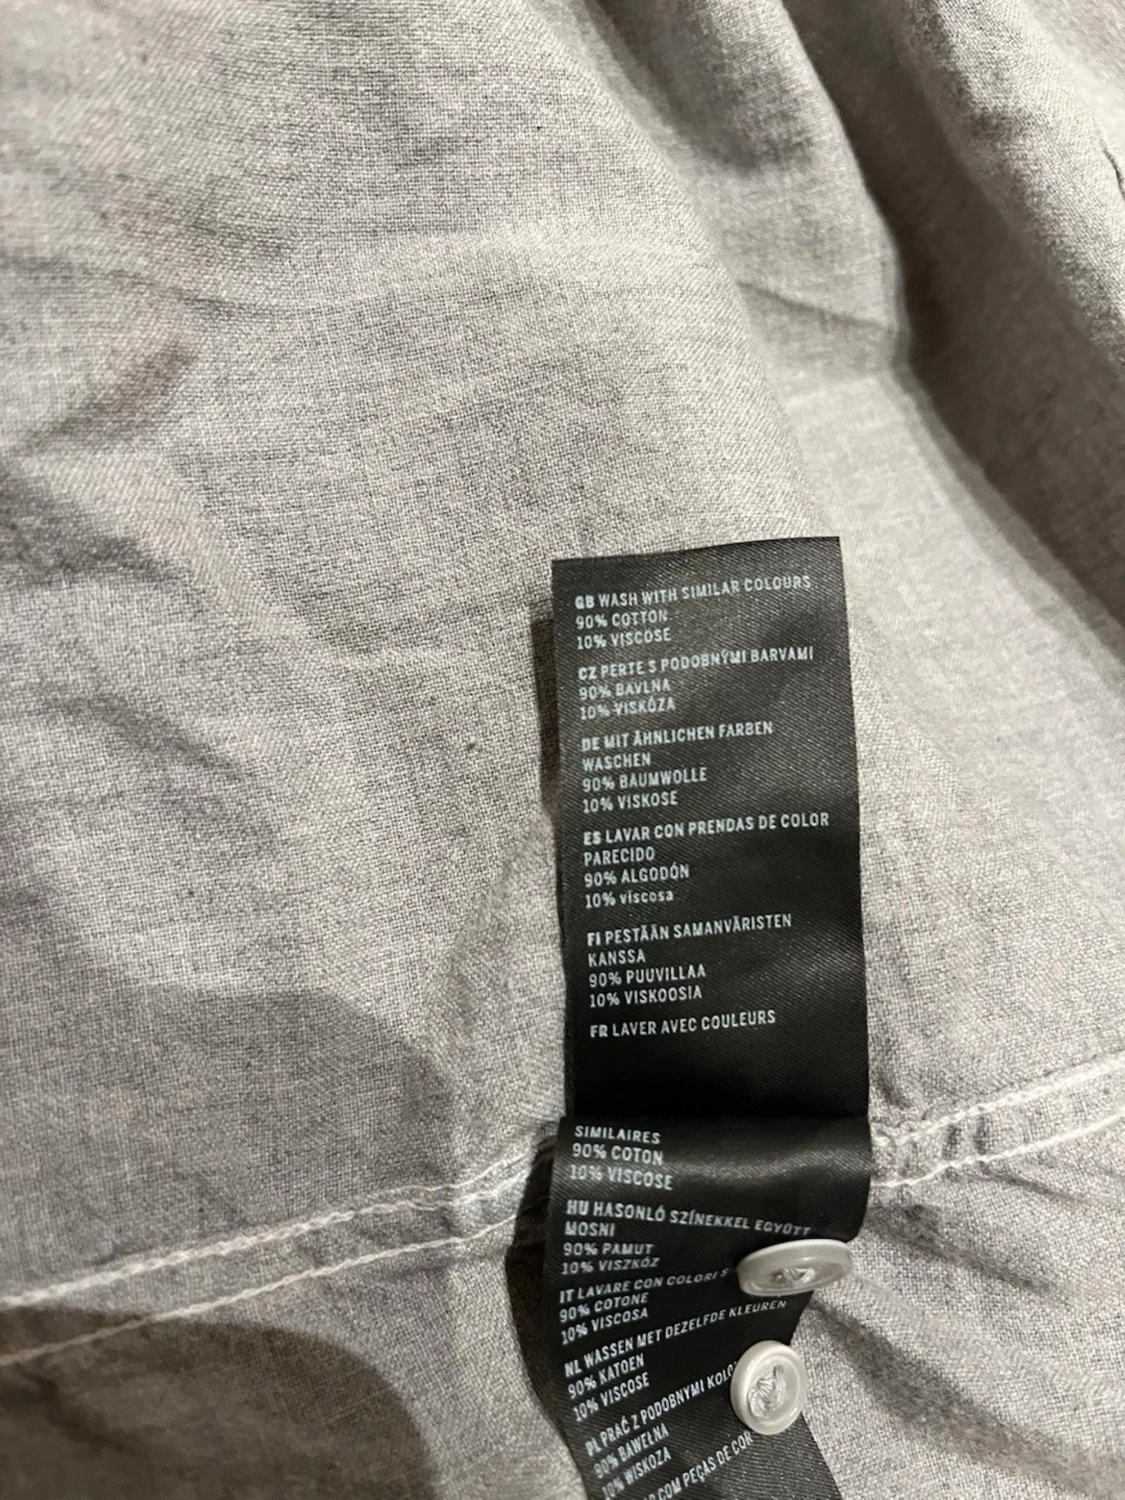 GB WASH WITH SIMILAR COLOURS
90% COTTON
10% VISCOSE
CZ PERTE S PODOBNÝMI BARVAMI
90% BAVLNA
10% VISKÓZA
DE MIT ÄHNLICHEN FARBEN
WASCHEN
90% BAUMWOLLE
10% VISKOSE
ES LAVAR CON PRENDAS DE COLOR
PARECIDO
90% ALGODÓN
10% viscosa
FI PESTÄÄN SAMANVÄRISTEN
KANSSA
90% PUUVILLAA
10% VISKOOSIA
FR LAVER AVEC COULEURS
SIMILAIRES
90% COTON
10% VISCOSE
HU HASONLÓ SZÍNEKKEL EGYÜTT
MOSNI
90% PAMUT
10% VISZKÓZ
IT LAVARE CON COLORI
90% COTONE
10% VISCOSA
NL WASSEN MET DEZELFDE KLEUREN
90% KATOEN
10% VISCOSE
PL PRAĆ Z PODOBNYMI
90% BAWEŁNA
10% WISKOZA
COM PEÇAS DE